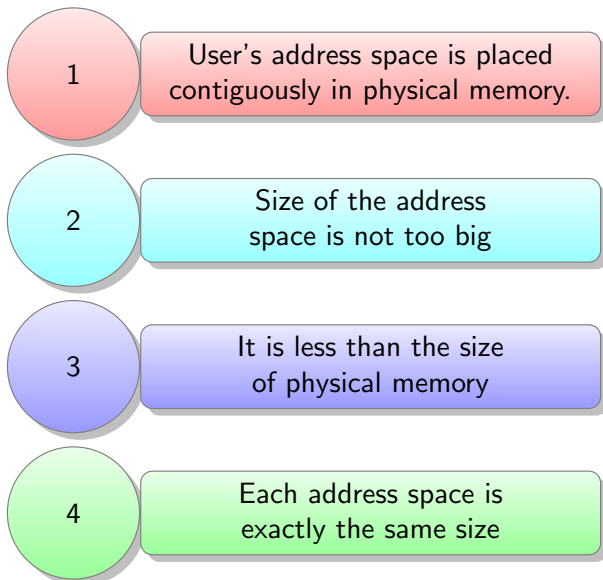 1
User's address space is placed
contiguously in physical memory.
2
Size of the address
space is not too big
3
It is less than the size
of physical memory
4
Each address space is
exactly the same size